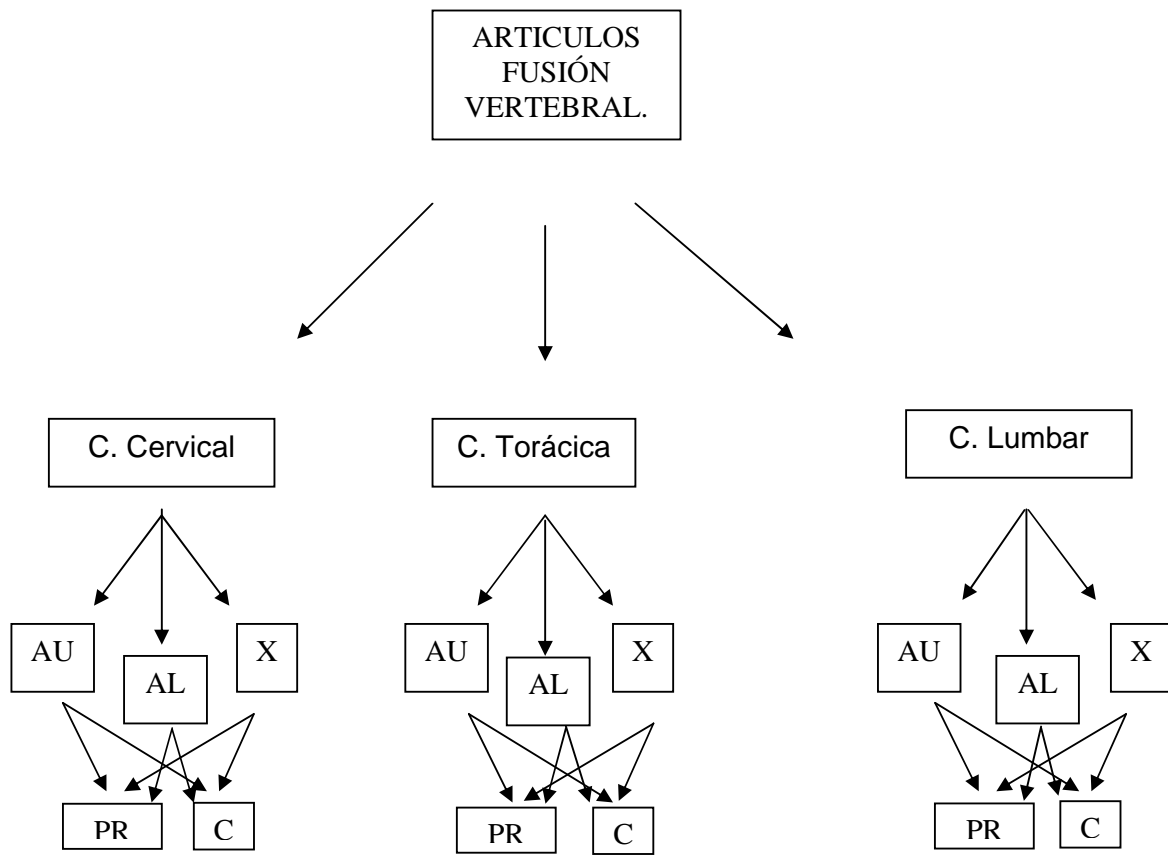 ARTICULOS
FUSIÓN
VERTEBRAL.
C. Cervical
C. Torácica
C. Lumbar
AU
AL
X
AU
AL
X
AU
AL
X
PR
C
PR
C
PR
C